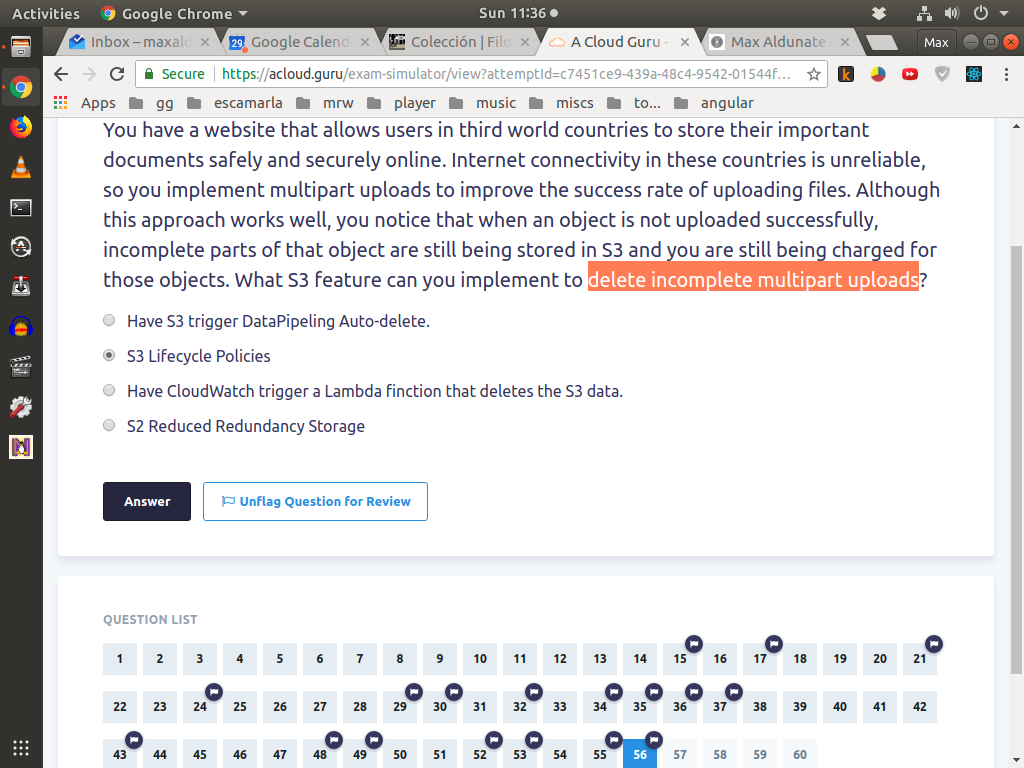 Activities Google Chrome Sun 11:36
Inbox – maxald Google Calend Colección | Filo A Cloud Guru - Max Aldunate Max
Secure https://acloud.guru/exam-simulator/view?attemptId=c7451ce9-439a-48c4-9542-01544f...
Apps gg escamarla mrw player music miscs to... angular
You have a website that allows users in third world countries to store their important
documents safely and securely online. Internet connectivity in these countries is unreliable,
so you implement multipart uploads to improve the success rate of uploading files. Although
this approach works well, you notice that when an object is not uploaded successfully,
incomplete parts of that object are still being stored in S3 and you are still being charged for
those objects. What S3 feature can you implement to delete incomplete multipart uploads?
Have S3 trigger DataPipeling Auto-delete.
S3 Lifecycle Policies
Have CloudWatch trigger a Lambda finction that deletes the S3 data.
S2 Reduced Redundancy Storage
Answer Unflag Question for Review
QUESTION LIST
1 2 3 4 5 6 7 8 9 10 11 12 13 14 15 16 17 18 19 20 21
22 23 24 25 26 27 28 29 30 31 32 33 34 35 36 37 38 39 40 41 42
43 44 45 46 47 48 49 50 51 52 53 54 55 56 57 58 59 60